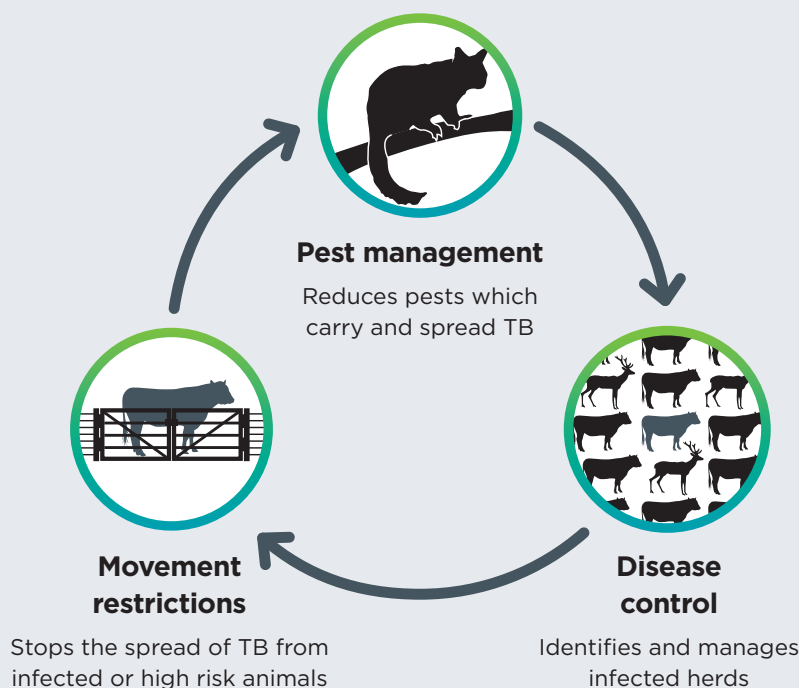 Pest management
Reduces pests which
carry and spread TB
Movement
restrictions
Stops the spread of TB from
infected or high risk animals
Disease
control
Identifies and manages
infected herds